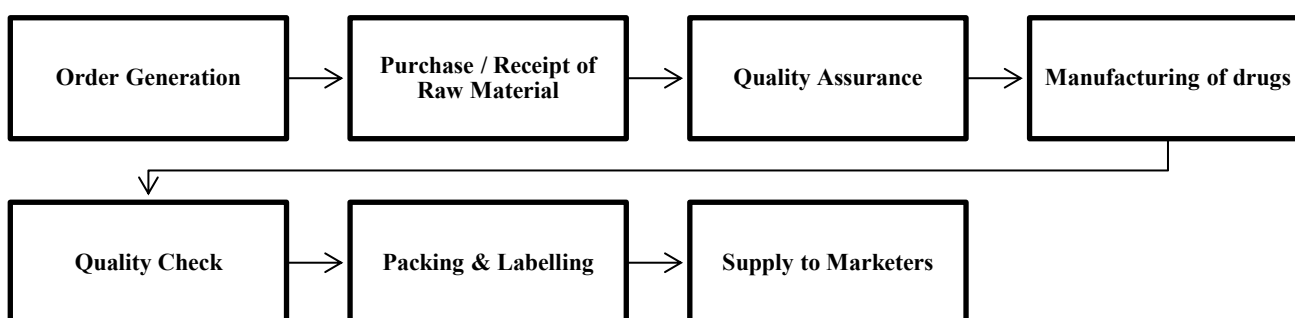 Order Generation
Purchase / Receipt of
Raw Material
Quality Assurance
Manufacturing of drugs
Quality Check
Packing & Labelling
Supply to Marketers